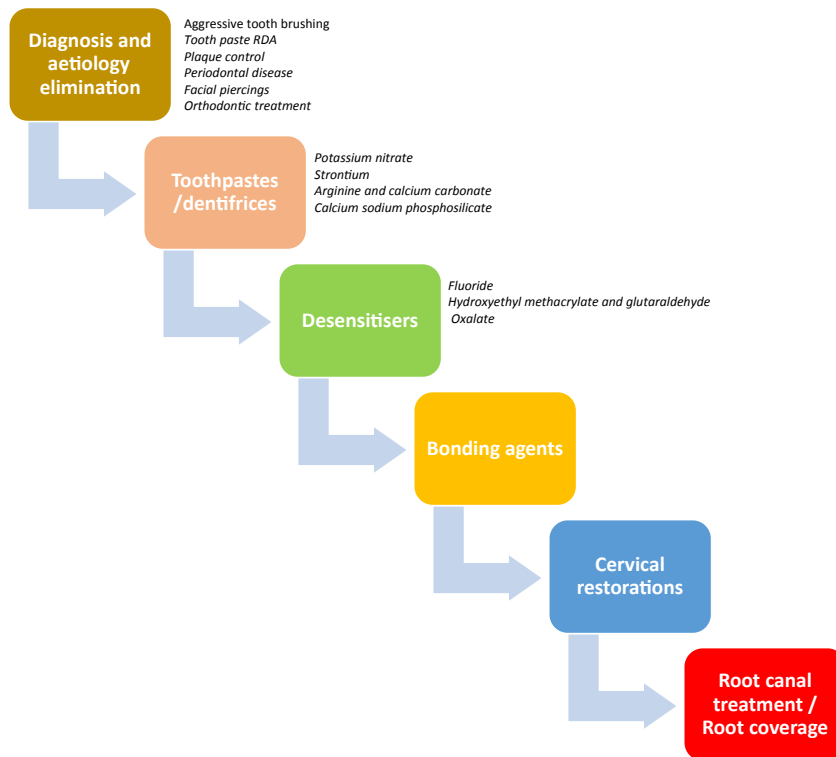 Diagnosis and
aetiology
elimination
Aggressive tooth brushing
Tooth paste RDA
Plaque control
Periodontal disease
Facial piercings
Orthodontic treatment
Toothpastes
/dentifrices
Potassium nitrate
Strontium
Arginine and calcium carbonate
Calcium sodium phosphosilicate
Desensitisers
Fluoride
Hydroxyethyl methacrylate and glutaraldehyde
Oxalate
Bonding agents
Cervical
restorations
Root canal
treatment /
Root coverage